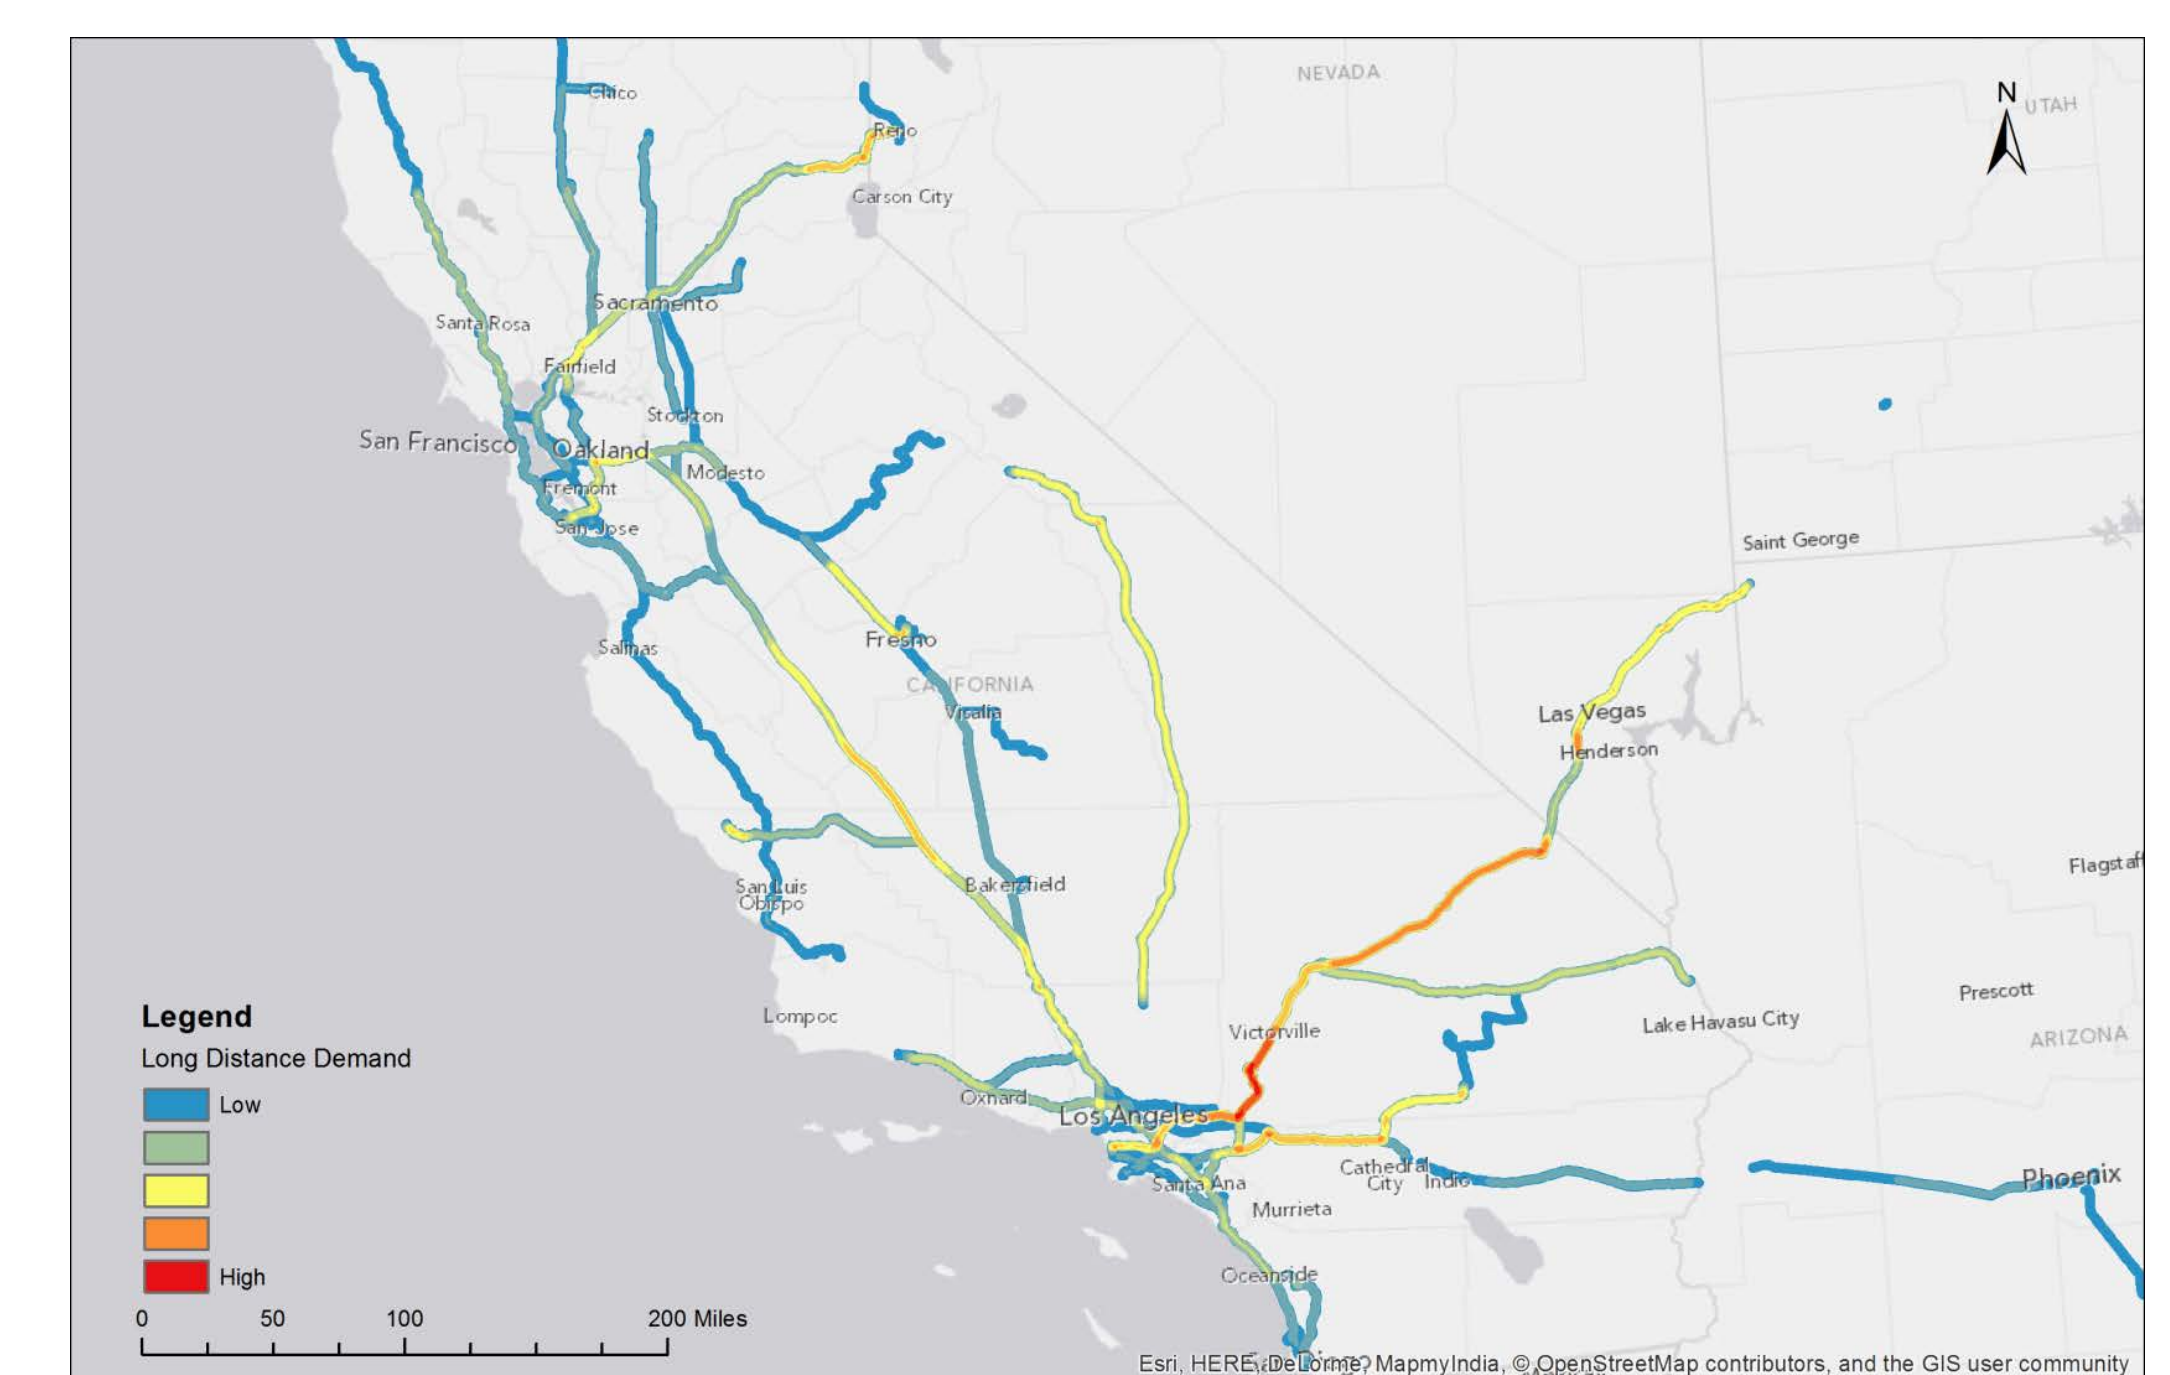 NEVADA
N
UTAH
Chico
Reno
Carson City
Sacramento
Santa Rosa
Fairfield
Stockton
San Francisco
Oakland
Modesto
Fremont
San Jose
Saint George
Salinas
Fresno
CALIFORNIA
Visalia
Las Vegas
Henderson
Flagstaff
Bakersfield
San Luis
Obispo
Prescott
Lompoc
Victorville
Lake Havasu City
ARIZONA
Oxnard
Los Angeles
Cathedral
City
Indio
Phoenix
Santa Ana
Murrieta
Oceanside
San Diego
Legend
Long Distance Demand
Low
High
0 50 100 200 Miles
Esri, HERE, DeLorme, MapmyIndia, © OpenStreetMap contributors, and the GIS user community